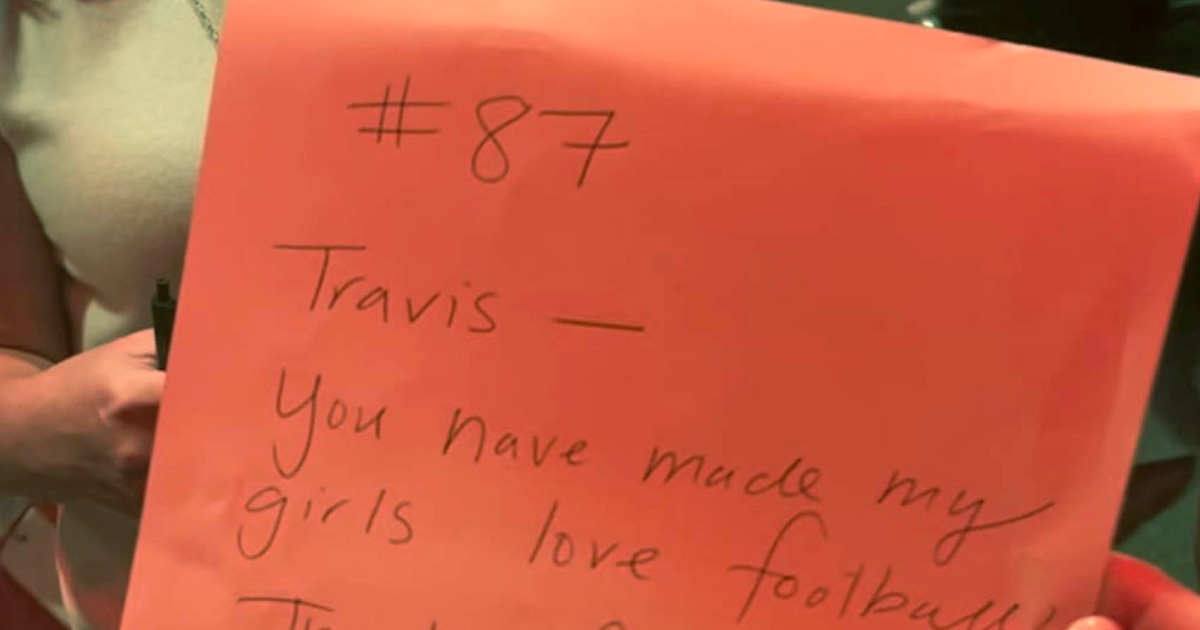 #87
Travis —
You have made my
girls love football!